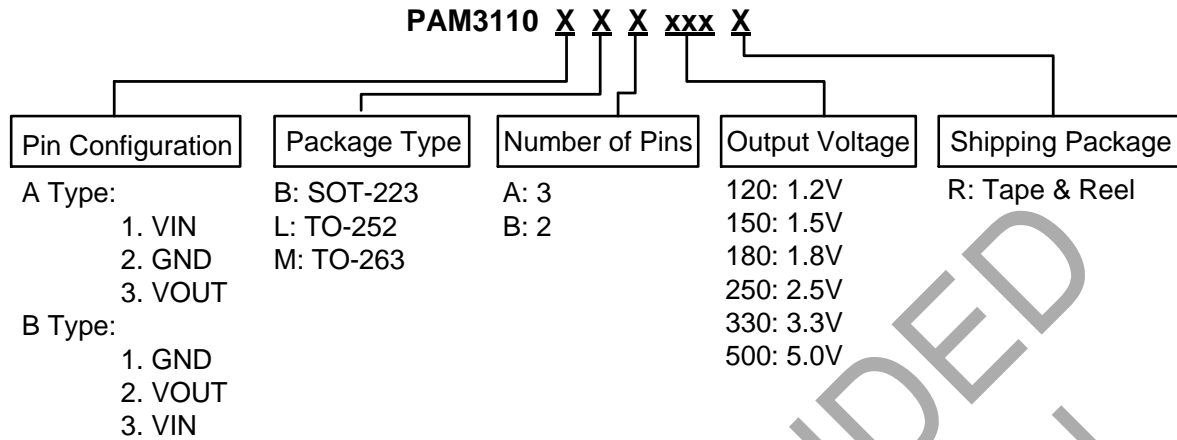 PAM3110 X X X xxx X
Pin Configuration
A Type:
1. VIN
2. GND
3. VOUT
B Type:
1. GND
2. VOUT
3. VIN
Package Type
B: SOT-223
L: TO-252
M: TO-263
Number of Pins
A: 3
B: 2
Output Voltage
120: 1.2V
150: 1.5V
180: 1.8V
250: 2.5V
330: 3.3V
500: 5.0V
Shipping Package
R: Tape & Reel